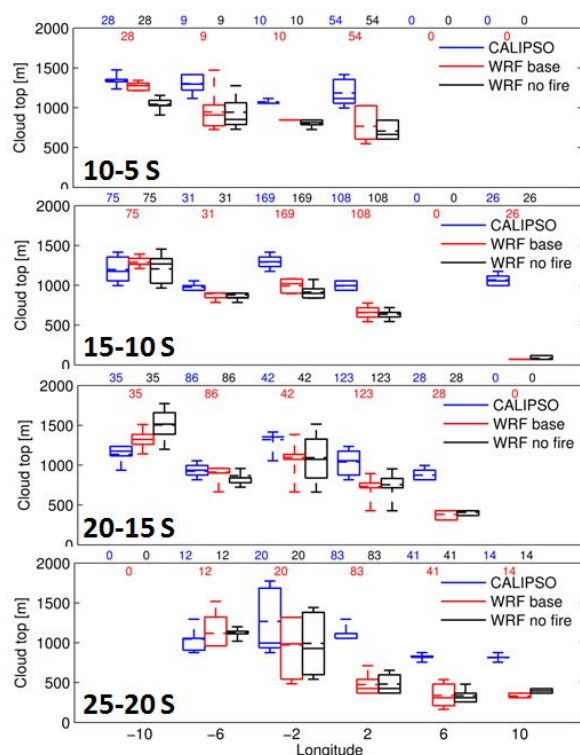 28 28 9 9 10 10 54 54 0 0 0 0
28 9 10 54 0 0
2000
1500
1000
500
0
Cloud top [m]
CALIPSO
WRF base
WRF no fire
10-5 S
75 75 31 31 169 169 108 108 0 0 26 26
75 31 169 108 0 26
2000
1500
1000
500
0
Cloud top [m]
CALIPSO
WRF base
WRF no fire
15-10 S
35 35 86 86 42 42 123 123 28 28 0 0
35 86 42 123 28 0
2000
1500
1000
500
0
Cloud top [m]
CALIPSO
WRF base
WRF no fire
20-15 S
0 0 12 12 20 20 83 83 41 41 14 14
0 12 20 83 41 14
2000
1500
1000
500
0
Cloud top [m]
CALIPSO
WRF base
WRF no fire
25-20 S
−10 −6 −2 2 6 10
Longitude